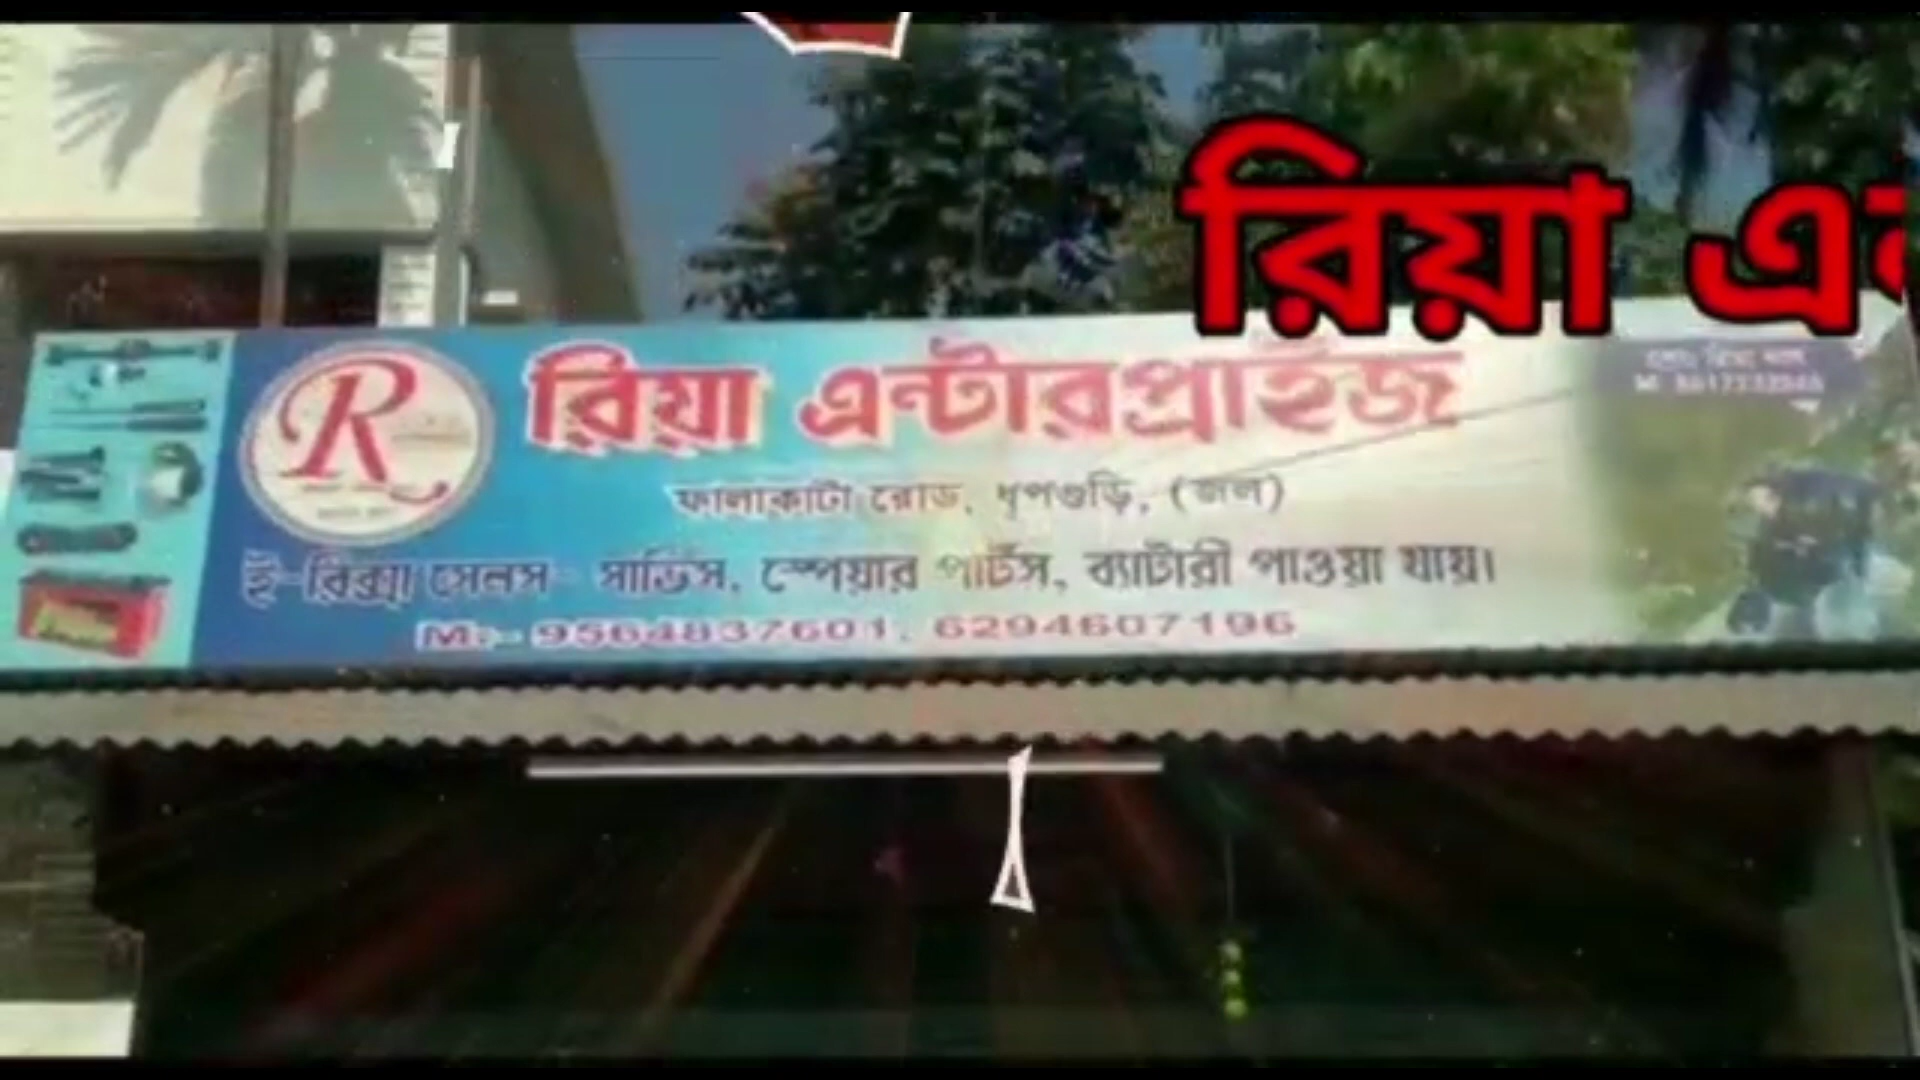 রিয়া এ
R
রিয়া এন্টারপ্রাইজ
ফালাকাটা রোড, ধূপগুড়ি, (জল)
ই-রিক্সা সেলস - সার্ভিস, স্পেয়ার পার্টস, ব্যাটারী পাওয়া যায়।
M:- 9564837601, 6294607196